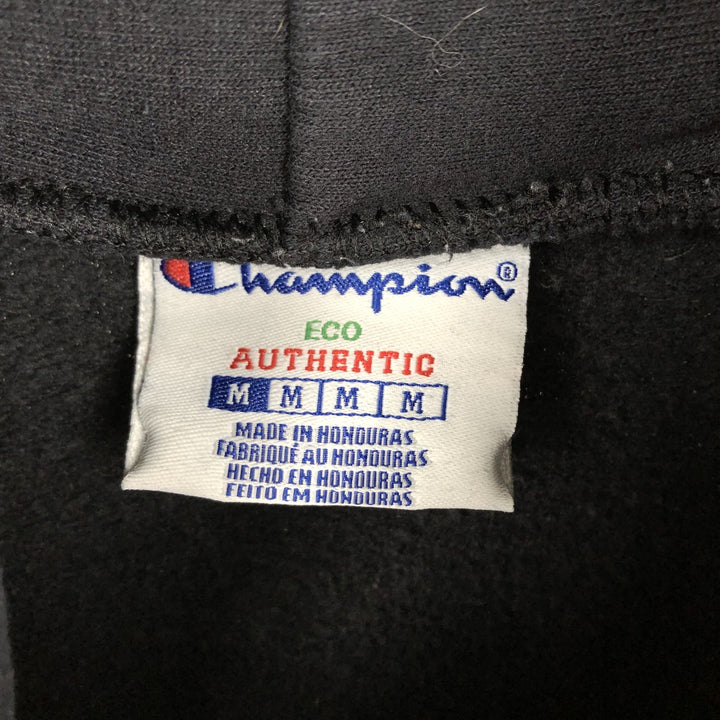 Champion®
ECO
AUTHENTIC
M M M M
MADE IN HONDURAS
FABRIQUÉ AU HONDURAS
HECHO EN HONDURAS
FEITO EM HONDURAS